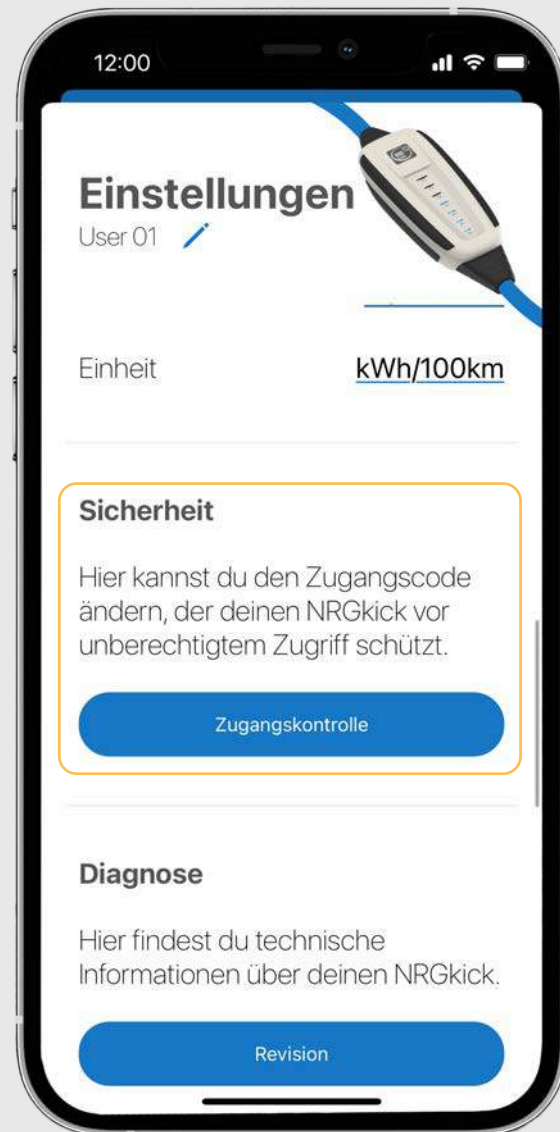 12:00
Einstellungen
User 01
Einheit
kWh/100km
Sicherheit
Hier kannst du den Zugangscode
ändern, der deinen NRGkick vor
unberechtigtem Zugriff schützt.
Zugangskontrolle
Diagnose
Hier findest du technische
Informationen über deinen NRGkick.
Revision